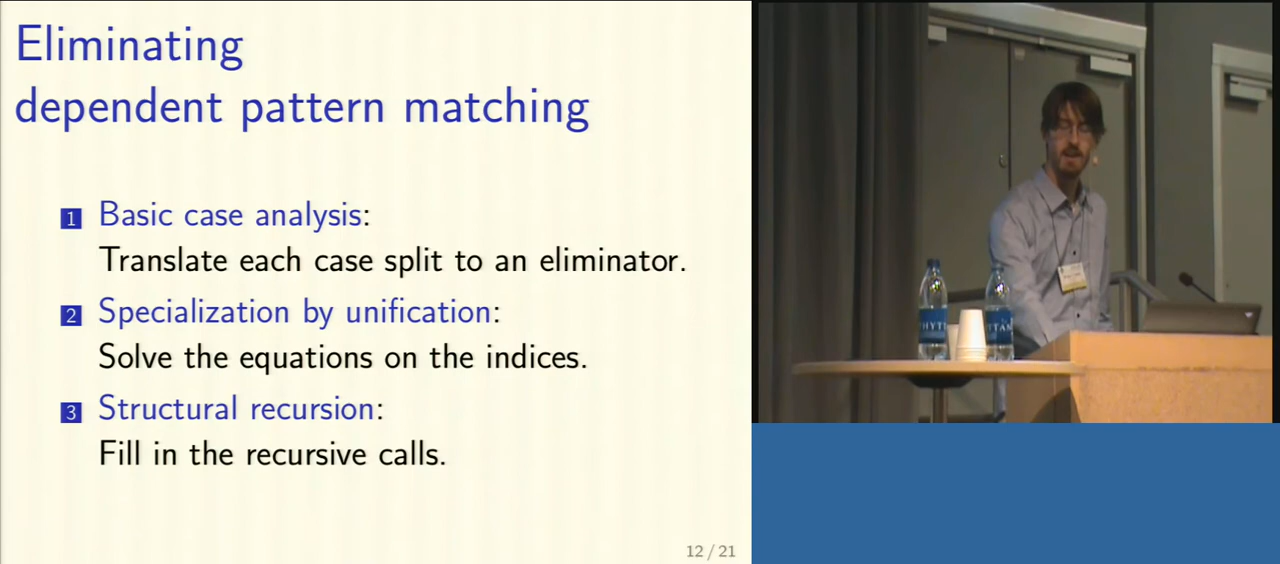 Eliminating
dependent pattern matching
1 Basic case analysis:
Translate each case split to an eliminator.
2 Specialization by unification:
Solve the equations on the indices.
3 Structural recursion:
Fill in the recursive calls.
12 / 21